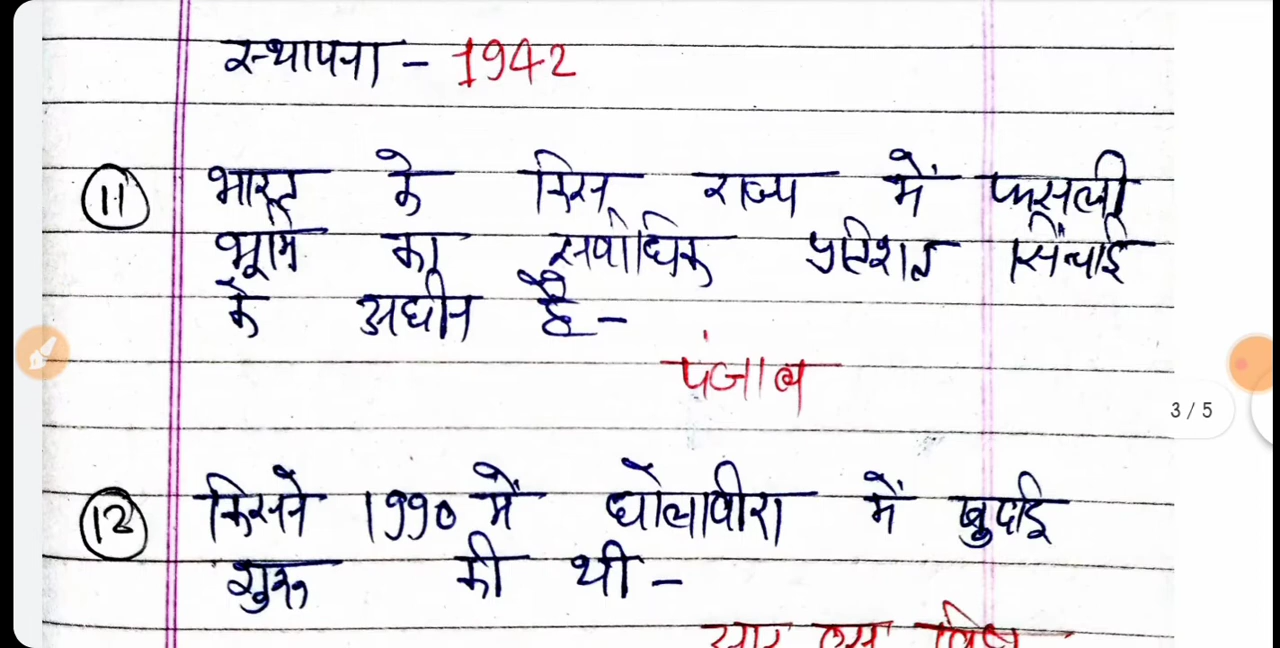 स्थापना - 1942
11 भारत के किस राज्य में फसली
भूमि का सर्वाधिक प्रतिशत सिंचाई
के अधीन है-
पंजाब
3 / 5
12 किसने 1990 में धोलावीरा में खुदाई
शुरू की थी -